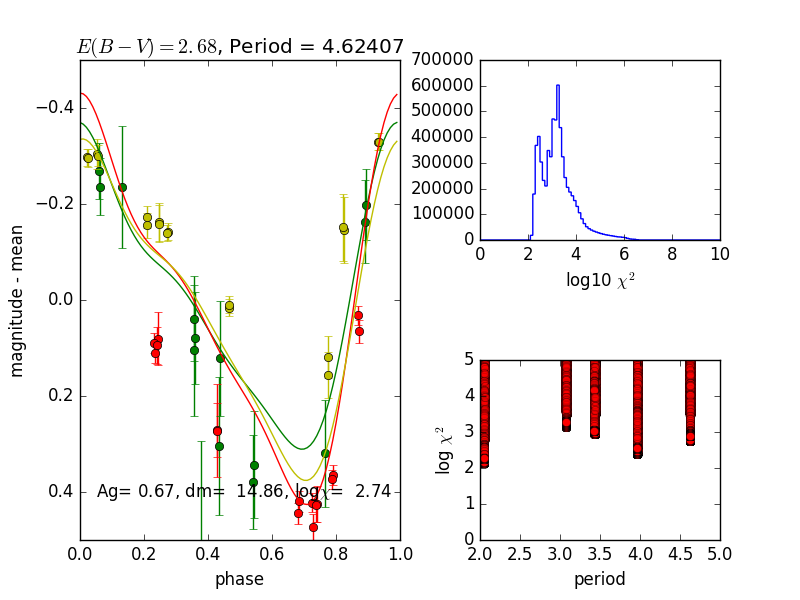 E(B−V)=2.68, Period = 4.62407
−0.4
−0.2
0.0
0.2
0.4
magnitude - mean
Ag= 0.67, dm= 14.86, logχ= 2.74
0.0 0.2 0.4 0.6 0.8 1.0
phase
700000
600000
500000
400000
300000
200000
100000
0
0 2 4 6 8 10
log10 χ²
5
4
3
2
1
0
log χ²
2.0 2.5 3.0 3.5 4.0 4.5 5.0
period